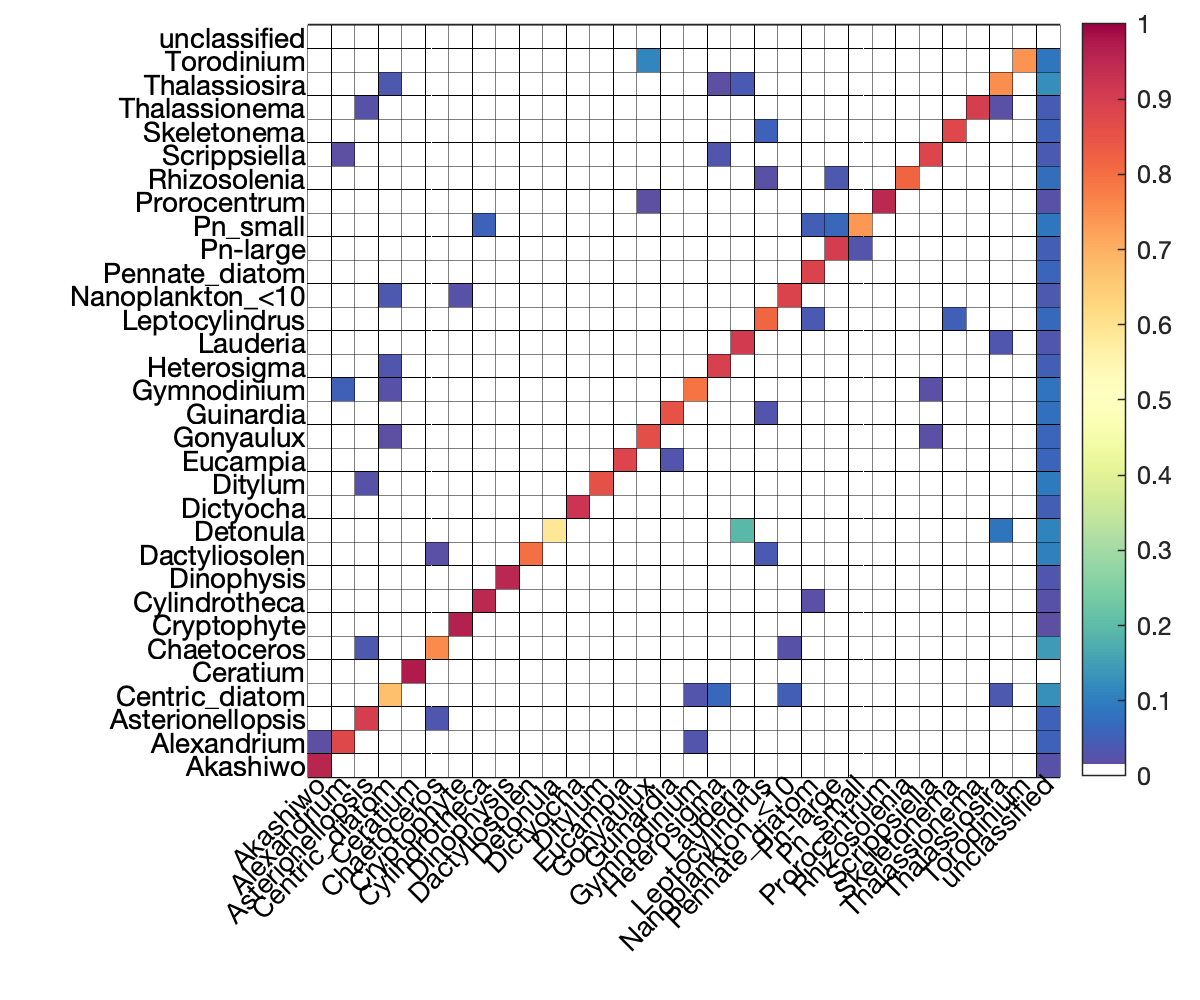 unclassified
Torodinium
Thalassiosira
Thalassionema
Skeletonema
Scrippsiella
Rhizosolenia
Prorocentrum
Pn_small
Pn-large
Pennate_diatom
Nanoplankton_<10
Leptocylindrus
Lauderia
Heterosigma
Gymnodinium
Guinardia
Gonyaulux
Eucampia
Ditylum
Dictyocha
Detonula
Dactyliosolen
Dinophysis
Cylindrotheca
Cryptophyte
Chaetoceros
Ceratium
Centric_diatom
Asterionellopsis
Alexandrium
Akashiwo
Akashiwo
Alexandrium
Asterionellopsis
Centric_diatom
Ceratium
Chaetoceros
Cryptophyte
Cylindrotheca
Dinophysis
Dactyliosolen
Detonula
Dictyocha
Ditylum
Eucampia
Gonyaulux
Guinardia
Gymnodinium
Heterosigma
Lauderia
Leptocylindrus
Nanoplankton_<10
Pennate_diatom
Pn-large
Pn_small
Prorocentrum
Rhizosolenia
Scrippsiella
Skeletonema
Thalassionema
Thalassiosira
Torodinium
unclassified
1
0.9
0.8
0.7
0.6
0.5
0.4
0.3
0.2
0.1
0